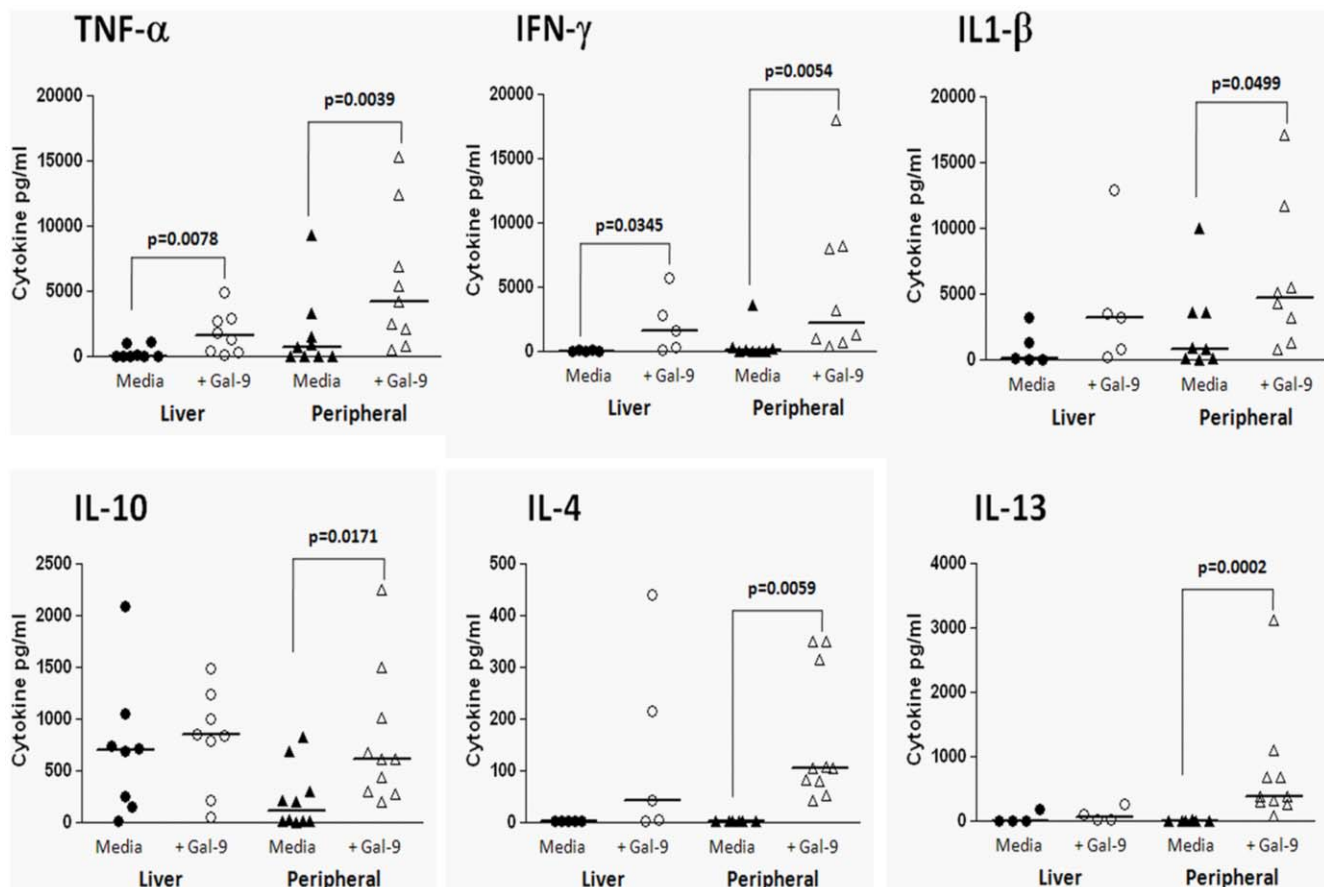 TNF-α
IFN-γ
IL1-β
p=0.0039
p=0.0078
20000
15000
10000
5000
0
Cytokine pg/ml
Media
+ Gal-9
Media
+ Gal-9
Liver
Peripheral
p=0.0054
p=0.0345
20000
15000
10000
5000
0
Cytokine pg/ml
Media
+ Gal-9
Media
+ Gal-9
Liver
Peripheral
p=0.0499
20000
15000
10000
5000
0
Cytokine pg/ml
Media
+ Gal-9
Media
+ Gal-9
Liver
Peripheral
IL-10
p=0.0171
2500
2000
1500
1000
500
0
Cytokine pg/ml
Media
+ Gal-9
Media
+ Gal-9
Liver
Peripheral
IL-4
p=0.0059
500
400
300
200
100
0
Cytokine pg/ml
Media
+ Gal-9
Media
+ Gal-9
Liver
Peripheral
IL-13
p=0.0002
4000
3000
2000
1000
0
Cytokine pg/ml
Media
+ Gal-9
Media
+ Gal-9
Liver
Peripheral